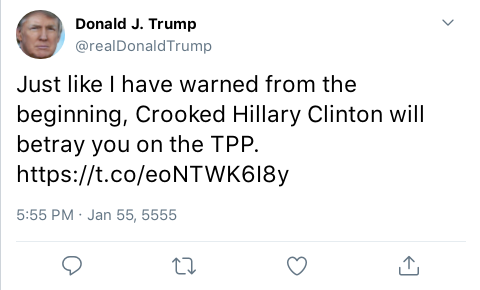 Donald J. Trump
@realDonaldTrump
Just like I have warned from the
beginning, Crooked Hillary Clinton will
betray you on the TPP.
https://t.co/eoNTWK6I8y
5:55 PM · Jan 55, 5555